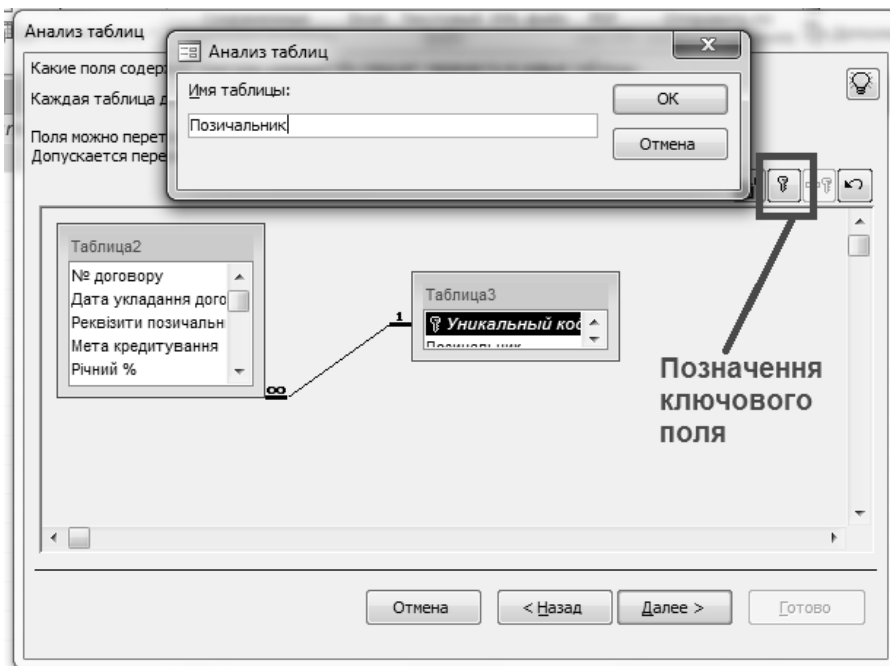 Анализ таблиц
Анализ таблиц
Имя таблицы:
Позичальник
OK
Отмена
Какие поля содер
Каждая таблица д
Поля можно перет
Допускается пере
Таблица2
№ договору
Дата укладання дого
Реквізити позичальн
Мета кредитування
Річний %
∞
1
Таблица3
Уникальный код
Позначення
ключового
поля
Отмена
< Назад
Далее >
Готово